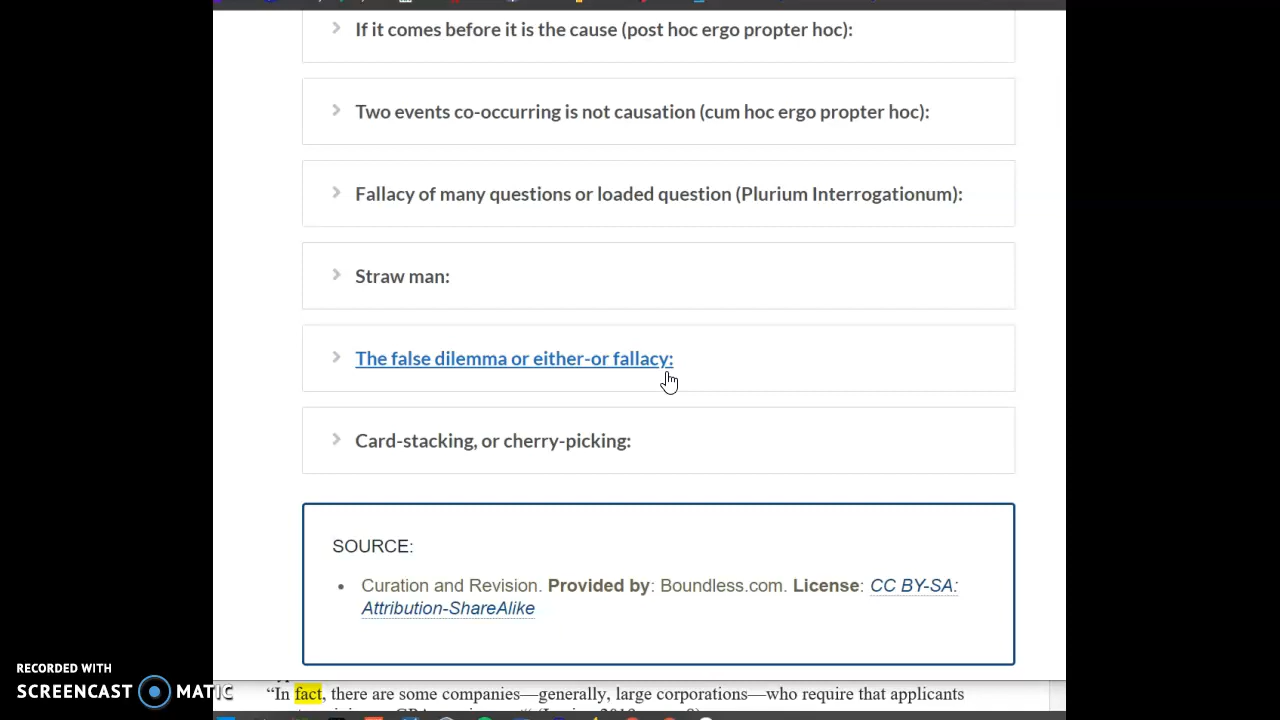 If it comes before it is the cause (post hoc ergo propter hoc):
Two events co-occurring is not causation (cum hoc ergo propter hoc):
Fallacy of many questions or loaded question (Plurium Interrogationum):
Straw man:
The false dilemma or either-or fallacy:
Card-stacking, or cherry-picking:
SOURCE:
• Curation and Revision. Provided by: Boundless.com. License: CC BY-SA:
Attribution-ShareAlike
“In fact, there are some companies—generally, large corporations—who require that applicants
RECORDED WITH
SCREENCAST MATIC